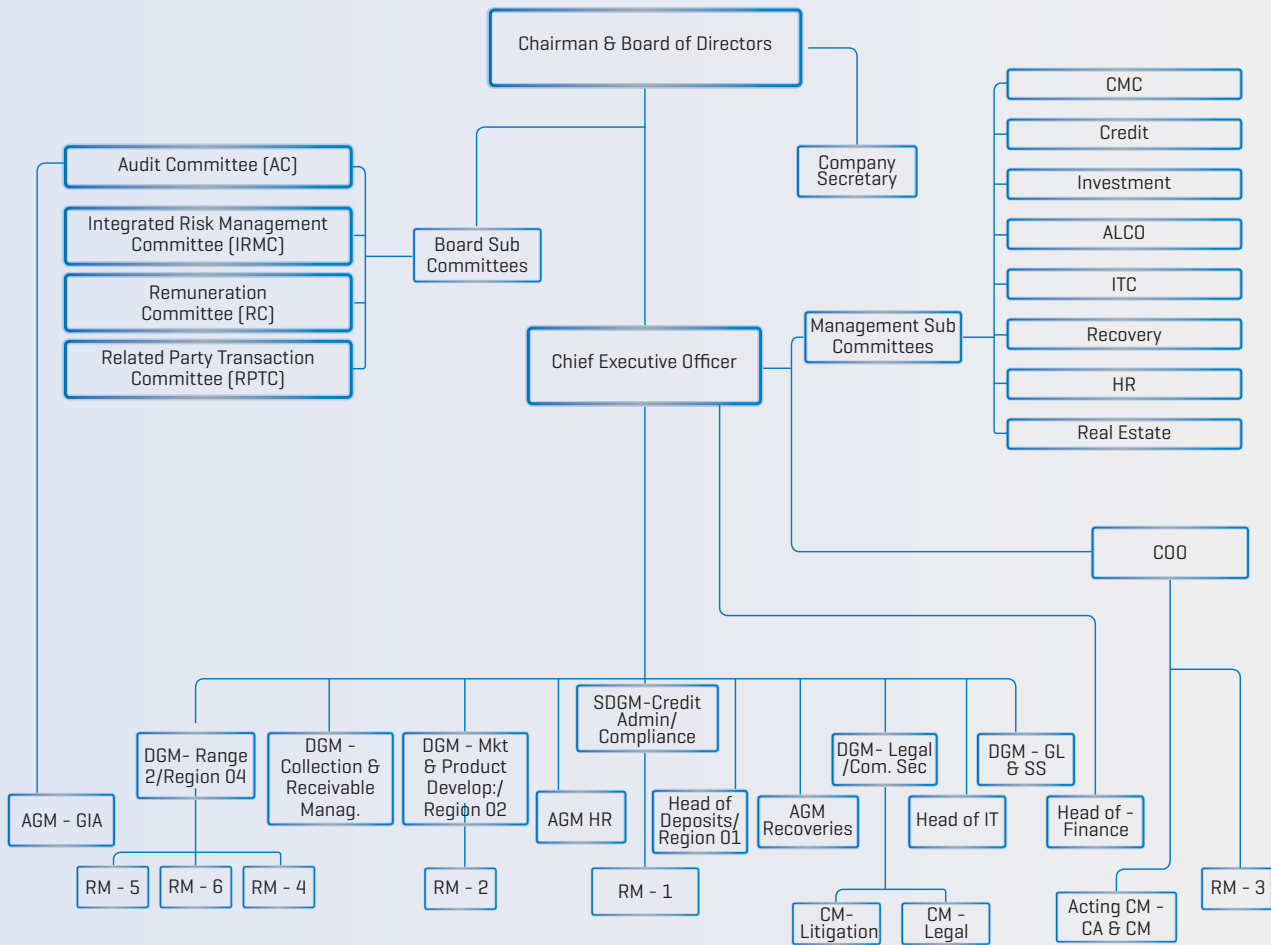 Chairman & Board of Directors
CMC
Credit
Company
Secretary
Audit Committee (AC)
Investment
Integrated Risk Management
Committee (IRMC)
Board Sub
Committees
ALCO
Remuneration
Committee (RC)
ITC
Related Party Transaction
Committee (RPTC)
Chief Executive Officer
Management Sub
Committees
Recovery
HR
Real Estate
COO
DGM- Range
2/Region 04
DGM -
Collection &
Receivable
Manag.
DGM - Mkt
& Product
Develop:/
Region 02
SDGM-Credit
Admin/
Compliance
DGM- Legal
/Com. Sec
DGM - GL
& SS
AGM - GIA
AGM HR
Head of
Deposits/
Region 01
AGM
Recoveries
Head of IT
Head of -
Finance
RM - 5
RM - 6
RM - 4
RM - 2
RM - 1
CM-
Litigation
CM -
Legal
Acting CM -
CA & CM
RM - 3